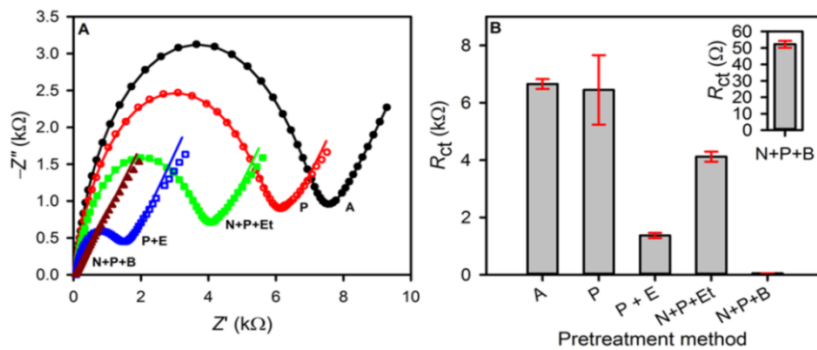 A
3.5
3.0
2.5
2.0
1.5
1.0
0.5
0.0
–Z″ (kΩ)
N+P+B
P+E
N+P+Et
P
A
0 2 4 6 8 10
Z′ (kΩ)
B
8
6
4
2
0
Rct (kΩ)
60
50
40
30
20
10
0
Rct (Ω)
N+P+B
A P P + E N+P+Et N+P+B
Pretreatment method